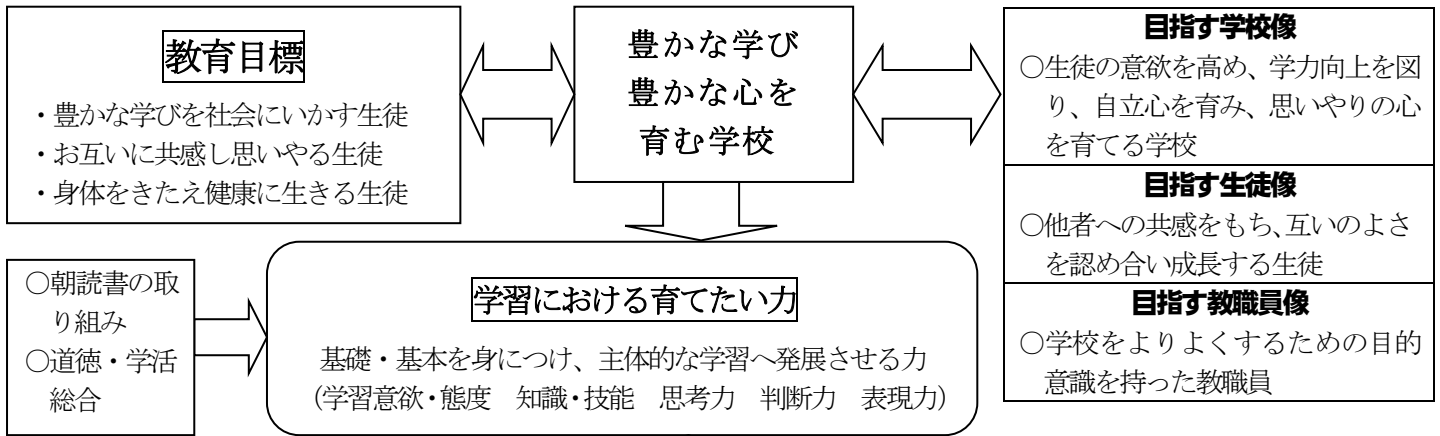 教育目標
・豊かな学びを社会にいかす生徒
・お互いに共感し思いやる生徒
・身体をきたえ健康に生きる生徒
豊かな学び
豊かな心を
育む学校
目指す学校像
○生徒の意欲を高め、学力向上を図
り、自立心を育み、思いやりの心
を育てる学校
目指す生徒像
○他者への共感をもち、互いのよさ
を認め合い成長する生徒
目指す教職員像
○学校をよりよくするための目的
意識を持った教職員
○朝読書の取
り組み
○道徳・学活
総合
学習における育てたい力
基礎・基本を身につけ、主体的な学習へ発展させる力
(学習意欲・態度　知識・技能　思考力　判断力　表現力)